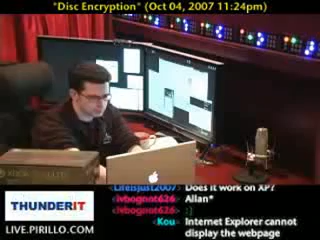 *Disc Encryption* (Oct 04, 2007 11:24pm)
<Lifeisjust2007> Does it work on XP?
<ivbognot626> Allan*
<ivbognot626> :)
<Kou> Internet Explorer cannot
display the webpage
THUNDERIT
LIVE.PIRILLO.COM